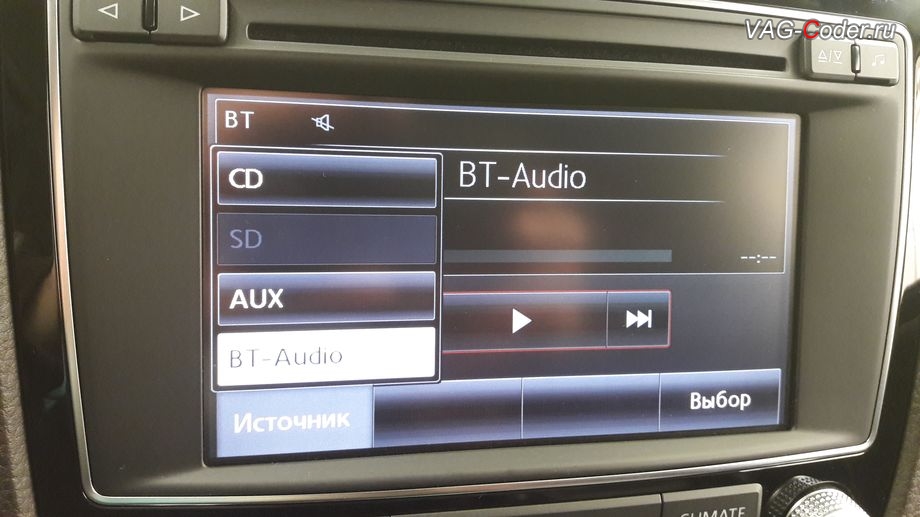 VAG-Coder.ru
BT
CD
BT-Audio
SD
--:--
AUX
BT-Audio
Источник
Выбор
CLIMATE